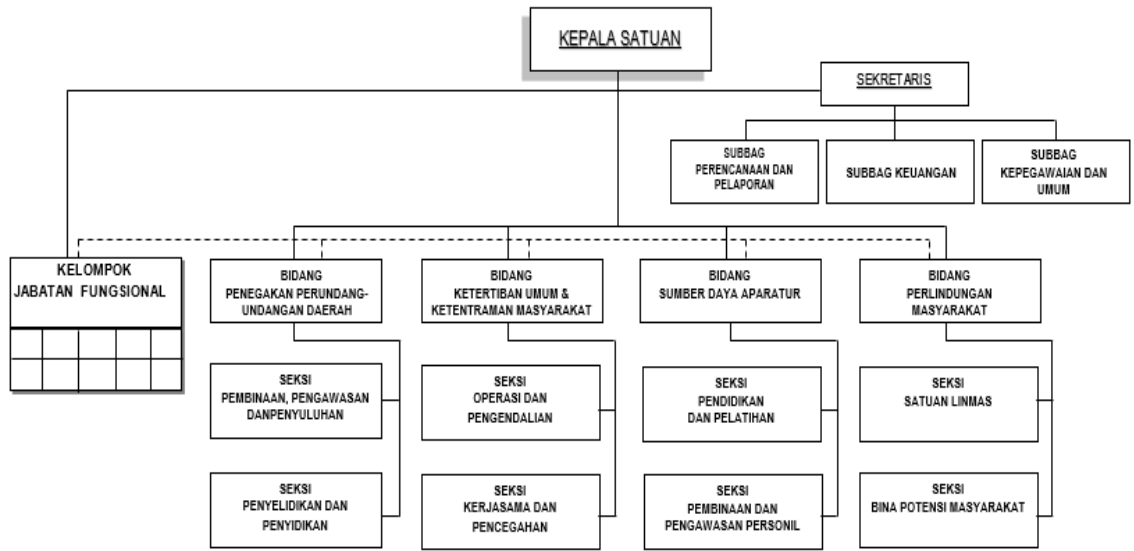 KEPALA SATUAN
SEKRETARIS
SUBBAG
PERENCANAAN DAN
PELAPORAN
SUBBAG KEUANGAN
SUBBAG
KEPEGAWAIAN DAN
UMUM
KELOMPOK
JABATAN FUNGSIONAL
BIDANG
PENEGAKAN PERUNDANG-
UNDANGAN DAERAH
BIDANG
KETERTIBAN UMUM &
KETENTRAMAN MASYARAKAT
BIDANG
SUMBER DAYA APARATUR
BIDANG
PERLINDUNGAN
MASYARAKAT
SEKSI
PEMBINAAN, PENGAWASAN
DANPENYULUHAN
SEKSI
OPERASI DAN
PENGENDALIAN
SEKSI
PENDIDIKAN
DAN PELATIHAN
SEKSI
SATUAN LINMAS
SEKSI
PENYELIDIKAN DAN
PENYIDIKAN
SEKSI
KERJASAMA DAN
PENCEGAHAN
SEKSI
PEMBINAAN DAN
PENGAWASAN PERSONIL
SEKSI
BINA POTENSI MASYARAKAT